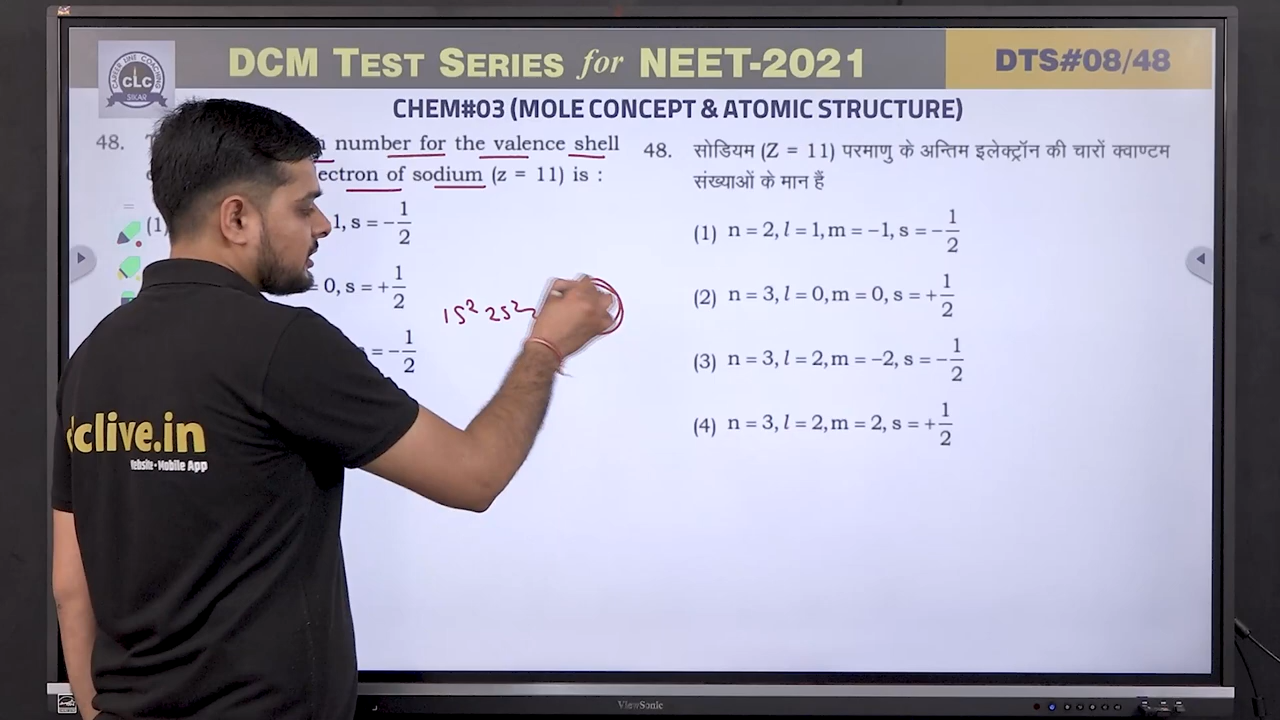 DCM TEST SERIES for NEET-2021
DTS#08/48
CAREER LINE COACHING
CLC
SIKAR
CHEM#03 (MOLE CONCEPT & ATOMIC STRUCTURE)
48.
number for the valence shell
of sodium (z = 11) is :
(1)
1, s = -1/2
= 0, s = +1/2
= -1/2
1s² 2s²
48. सोडियम (Z = 11) परमाणु के अन्तिम इलेक्ट्रॉन की चारों क्वाण्टम
संख्याओं के मान हैं
(1) n = 2, l = 1, m = -1, s = -1/2
(2) n = 3, l = 0, m = 0, s = +1/2
(3) n = 3, l = 2, m = -2, s = -1/2
(4) n = 3, l = 2, m = 2, s = +1/2
clive.in
Website•Mobile App
ViewSonic